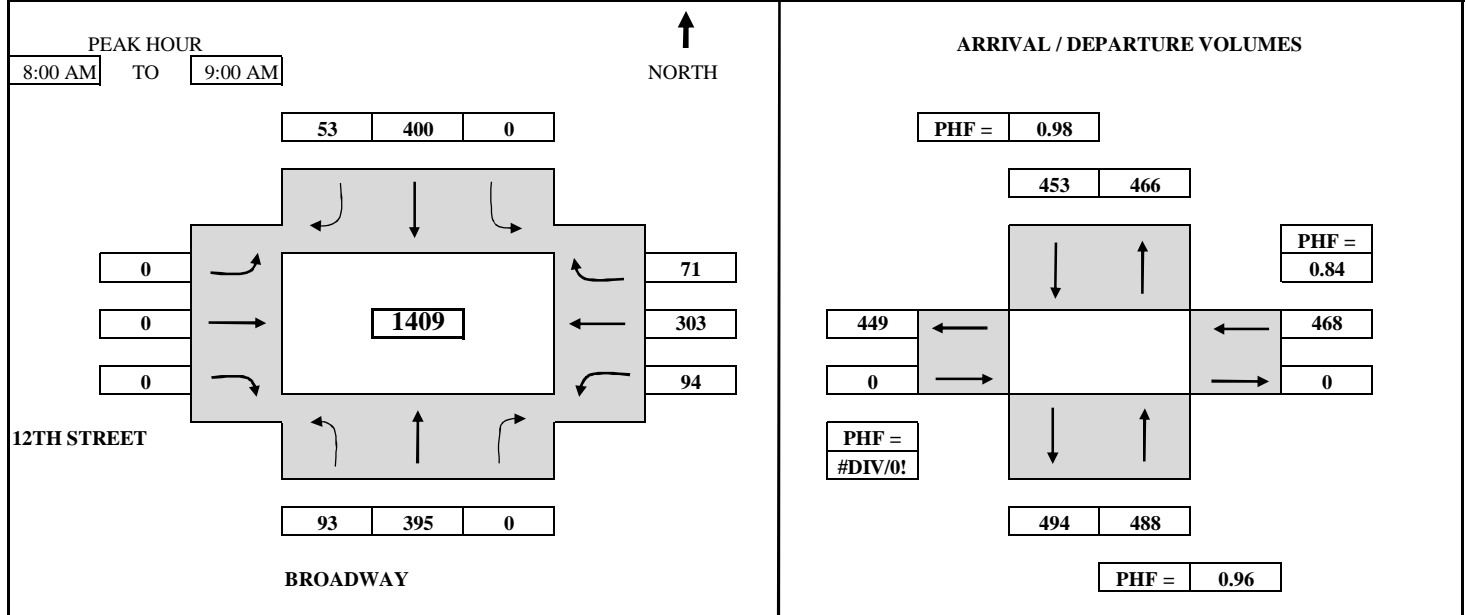 PEAK HOUR
8:00 AM TO 9:00 AM
NORTH
53 400 0
0 71
0 1409 303
0 94
12TH STREET
93 395 0
BROADWAY
ARRIVAL / DEPARTURE VOLUMES
PHF = 0.98
453 466
PHF =
0.84
449 468
0 0
PHF =
#DIV/0!
494 488
PHF = 0.96